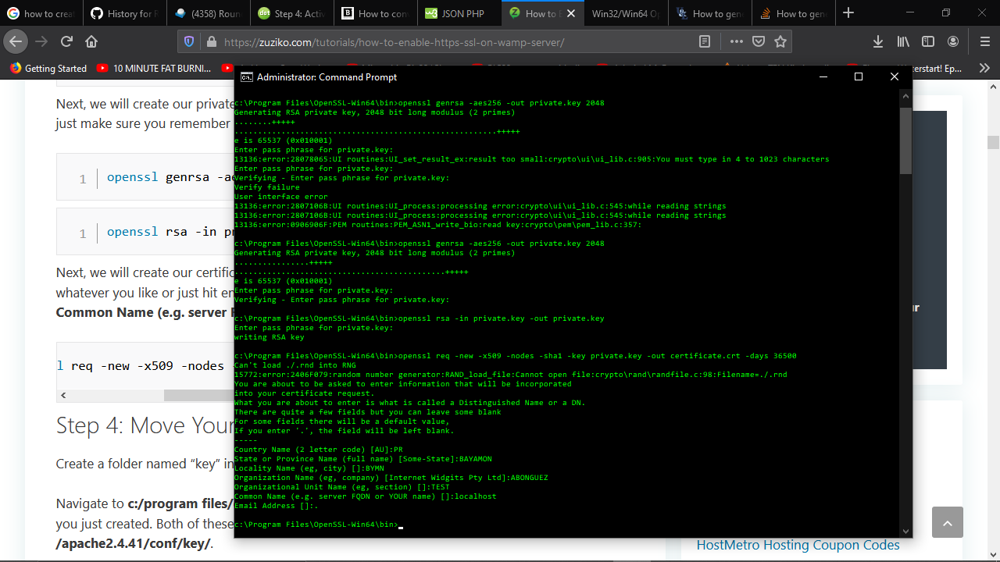 how to creat
History for R
(4358) Roun
Step 4: Activ
How to con
JSON PHP
How to E
Win32/Win64 Op
How to gene
How to gene
https://zuziko.com/tutorials/how-to-enable-https-ssl-on-wamp-server/
Getting Started
10 MINUTE FAT BURNI...
terstart! Ep...
Administrator: Command Prompt
Next, we will create our private
just make sure you remember
1 openssl genrsa -ae
1 openssl rsa -in pr
Next, we will create our certific
whatever you like or just hit en
Common Name (e.g. server F
l req -new -x509 -nodes -
Step 4: Move Your
Create a folder named “key” in
Navigate to c:/program files/
you just created. Both of these
/apache2.4.41/conf/key/.
c:\Program Files\OpenSSL-Win64\bin>openssl genrsa -aes256 -out private.key 2048
Generating RSA private key, 2048 bit long modulus (2 primes)
........+++++
........................................................+++++
e is 65537 (0x010001)
Enter pass phrase for private.key:
13136:error:28078065:UI routines:UI_set_result_ex:result too small:crypto\ui\ui_lib.c:905:You must type in 4 to 1023 characters
Enter pass phrase for private.key:
Verifying - Enter pass phrase for private.key:
Verify failure
User interface error
13136:error:2807106B:UI routines:UI_process:processing error:crypto\ui\ui_lib.c:545:while reading strings
13136:error:2807106B:UI routines:UI_process:processing error:crypto\ui\ui_lib.c:545:while reading strings
13136:error:0906906F:PEM routines:PEM_ASN1_write_bio:read key:crypto\pem\pem_lib.c:357:
c:\Program Files\OpenSSL-Win64\bin>openssl genrsa -aes256 -out private.key 2048
Generating RSA private key, 2048 bit long modulus (2 primes)
................+++++
.............................................+++++
e is 65537 (0x010001)
Enter pass phrase for private.key:
Verifying - Enter pass phrase for private.key:
c:\Program Files\OpenSSL-Win64\bin>openssl rsa -in private.key -out private.key
Enter pass phrase for private.key:
writing RSA key
c:\Program Files\OpenSSL-Win64\bin>openssl req -new -x509 -nodes -sha1 -key private.key -out certificate.crt -days 36500
Can't load ./.rnd into RNG
15772:error:2406F079:random number generator:RAND_load_file:Cannot open file:crypto\rand\randfile.c:98:Filename=./.rnd
You are about to be asked to enter information that will be incorporated
into your certificate request.
What you are about to enter is what is called a Distinguished Name or a DN.
There are quite a few fields but you can leave some blank
For some fields there will be a default value,
If you enter '.', the field will be left blank.
-----
Country Name (2 letter code) [AU]:PR
State or Province Name (full name) [Some-State]:BAYAMON
Locality Name (eg, city) []:BYMN
Organization Name (eg, company) [Internet Widgits Pty Ltd]:ABONGUEZ
Organizational Unit Name (eg, section) []:TEST
Common Name (e.g. server FQDN or YOUR name) []:localhost
Email Address []:.
c:\Program Files\OpenSSL-Win64\bin>
ur
HostMetro Hosting Coupon Codes